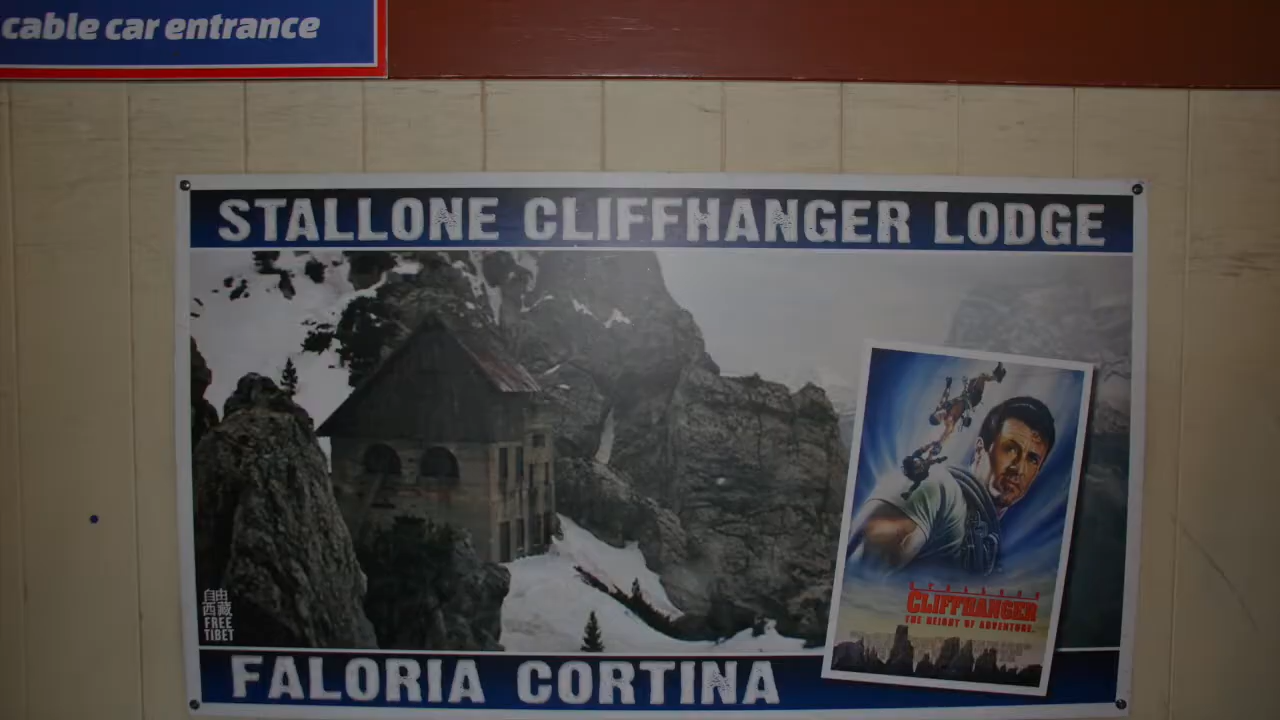 cable car entrance
STALLONE CLIFFHANGER LODGE
STALLONE
CLIFFHANGER
THE HEIGHT OF ADVENTURE.
自由
西藏
FREE
TIBET
FALORIA CORTINA